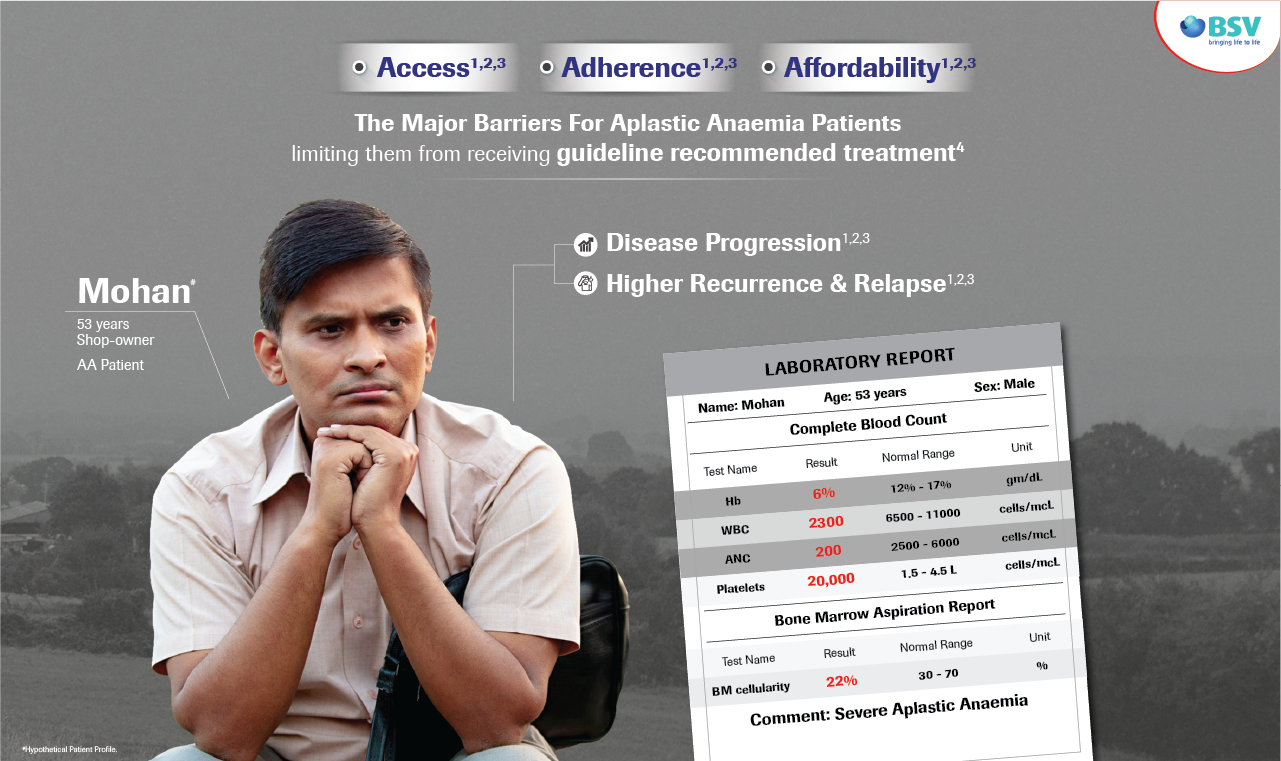 BSV
bringing life to life
Access1,2,3 Adherence1,2,3 Affordability1,2,3
The Major Barriers For Aplastic Anaemia Patients
limiting them from receiving guideline recommended treatment4
Disease Progression1,2,3
Higher Recurrence & Relapse1,2,3
Mohan#
53 years
Shop-owner
AA Patient
LABORATORY REPORT
Name: Mohan Age: 53 years Sex: Male
Complete Blood Count
Test Name Result Normal Range Unit
Hb 6% 12% - 17% gm/dL
WBC 2300 6500 - 11000 cells/mcL
ANC 200 2500 - 6000 cells/mcL
Platelets 20,000 1.5 - 4.5 L cells/mcL
Bone Marrow Aspiration Report
Test Name Result Normal Range Unit
BM cellularity 22% 30 - 70 %
Comment: Severe Aplastic Anaemia
#Hypothetical Patient Profile.